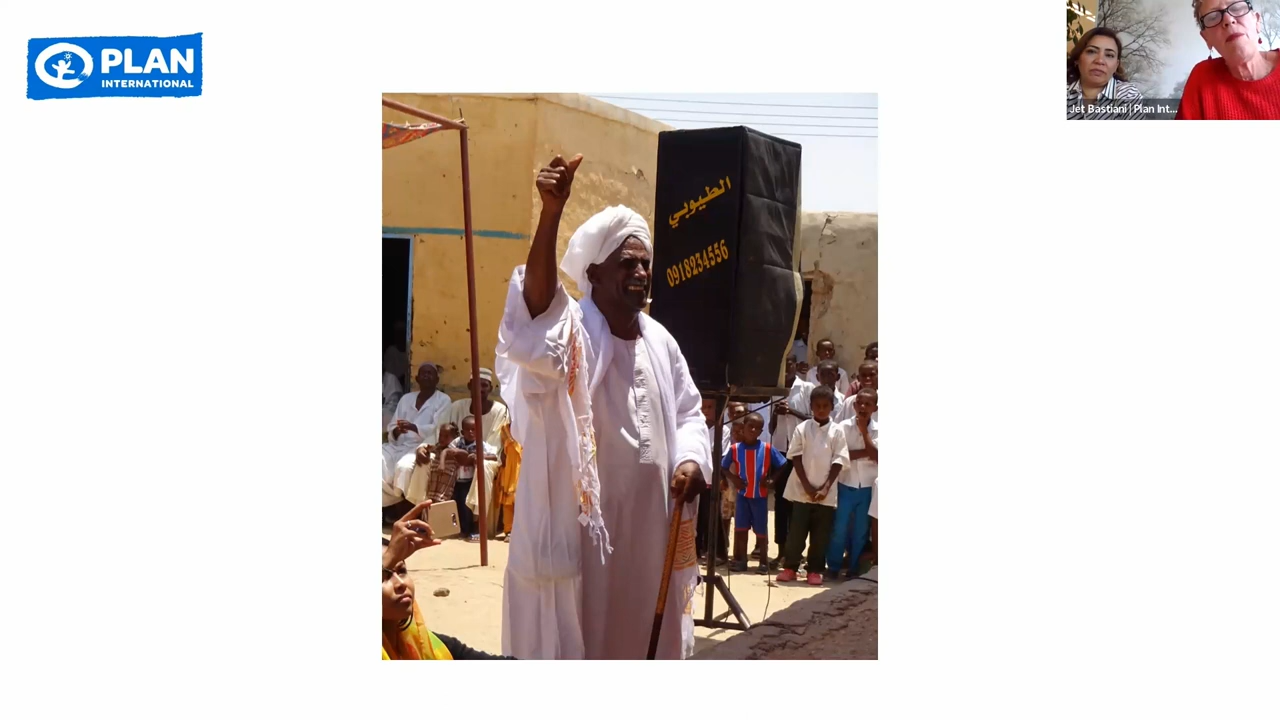 PLAN
INTERNATIONAL
Jet Bastiani | Plan Int...
الطيوبي
0918234556